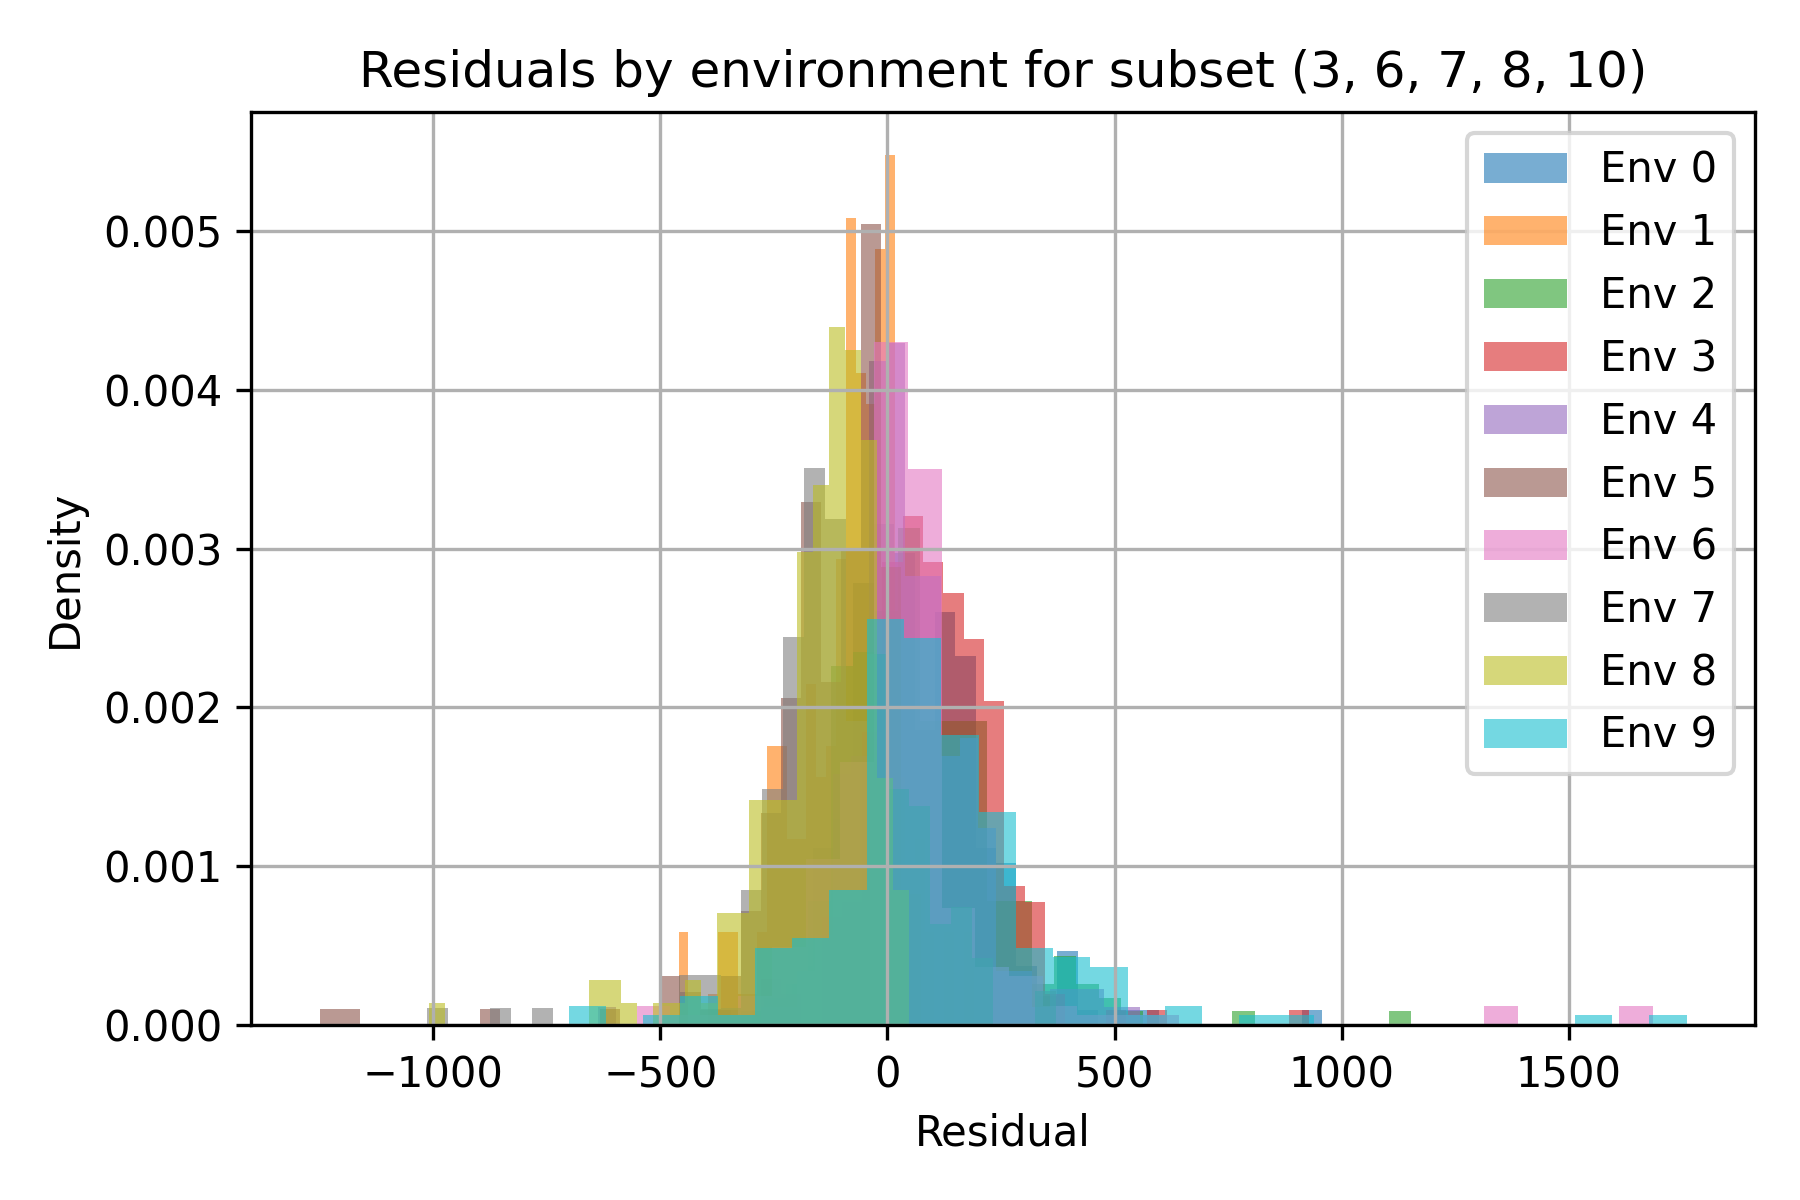 Residuals by environment for subset (3, 6, 7, 8, 10)
Env 0
Env 1
Env 2
Env 3
Env 4
Env 5
Env 6
Env 7
Env 8
Env 9
Density
0.005
0.004
0.003
0.002
0.001
0.000
−1000 −500 0 500 1000 1500
Residual